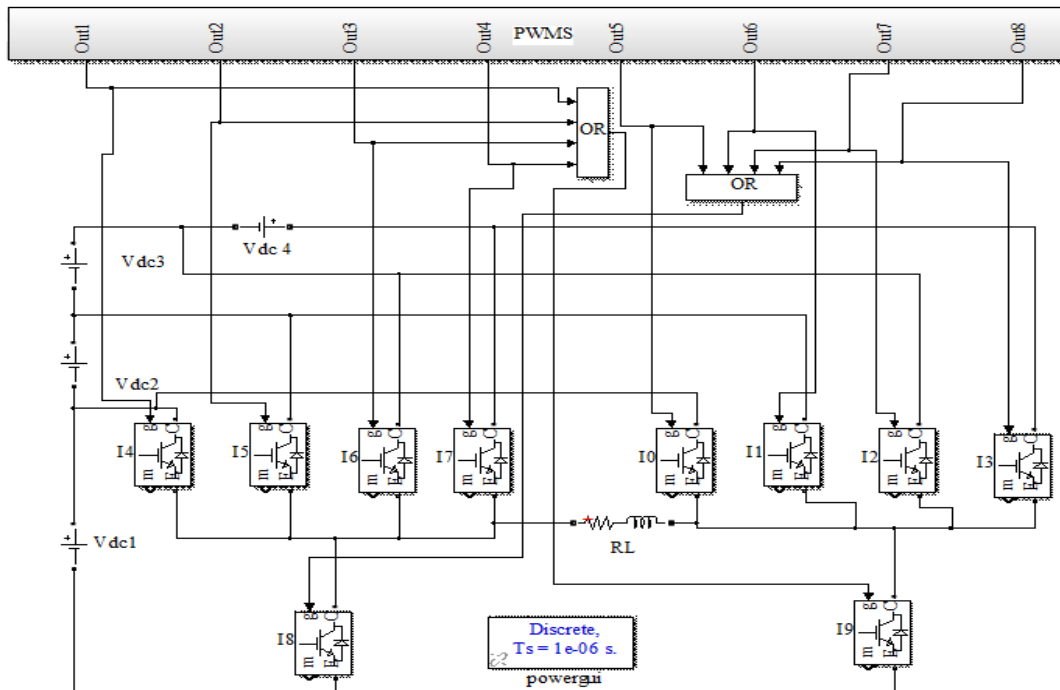 Out1 Out2 Out3 Out4 PWMS Out5 Out6 Out7 Out8
OR
OR
Vdc 4
Vdc3
Vdc2
g C
I4
m E
g C
I5
m E
g C
I6
m E
g C
I7
m E
g C
I0
m E
g C
I1
m E
g C
I2
m E
g C
I3
m E
Vdc1
RL
g C
I8
m E
Discrete,
Ts = 1e-06 s.
powergui
g C
I9
m E